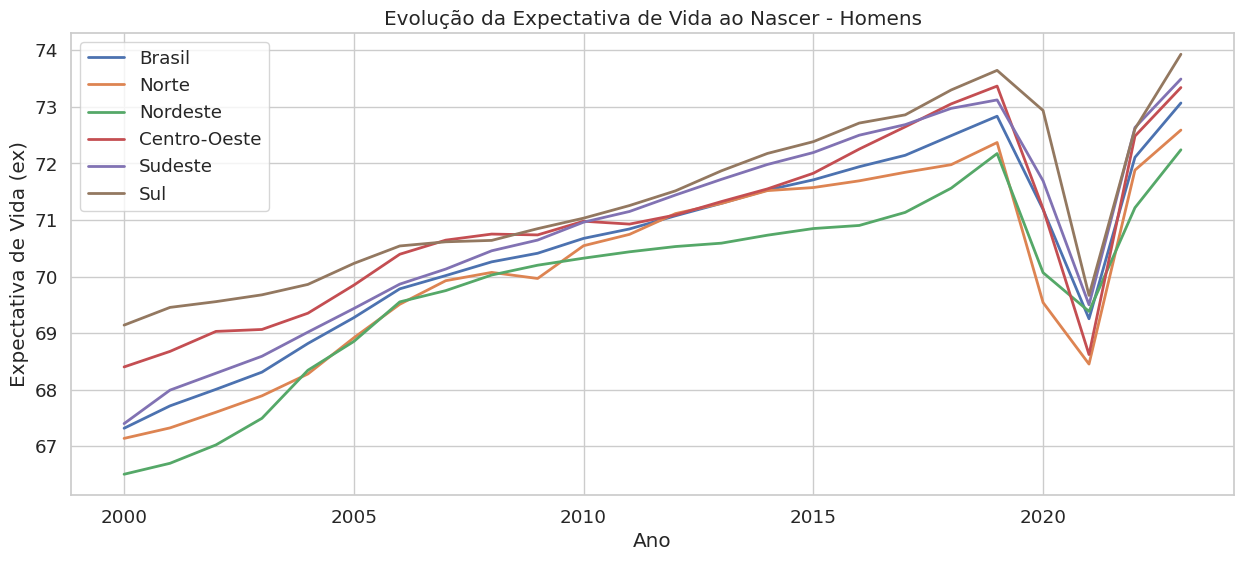 Evolução da Expectativa de Vida ao Nascer - Homens
Brasil
Norte
Nordeste
Centro-Oeste
Sudeste
Sul
Expectativa de Vida (ex)
74
73
72
71
70
69
68
67
2000
2005
2010
2015
2020
Ano